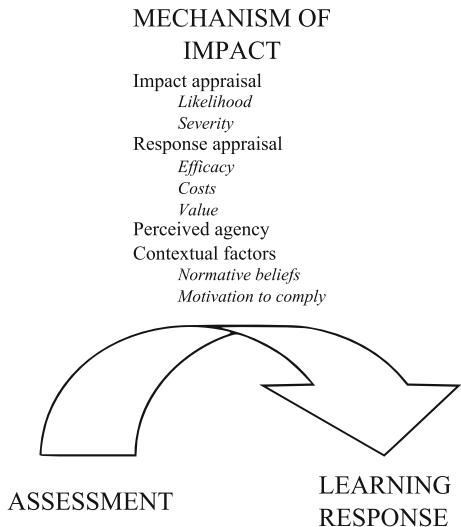 MECHANISM OF
IMPACT
Impact appraisal
Likelihood
Severity
Response appraisal
Efficacy
Costs
Value
Perceived agency
Contextual factors
Normative beliefs
Motivation to comply
ASSESSMENT
LEARNING
RESPONSE